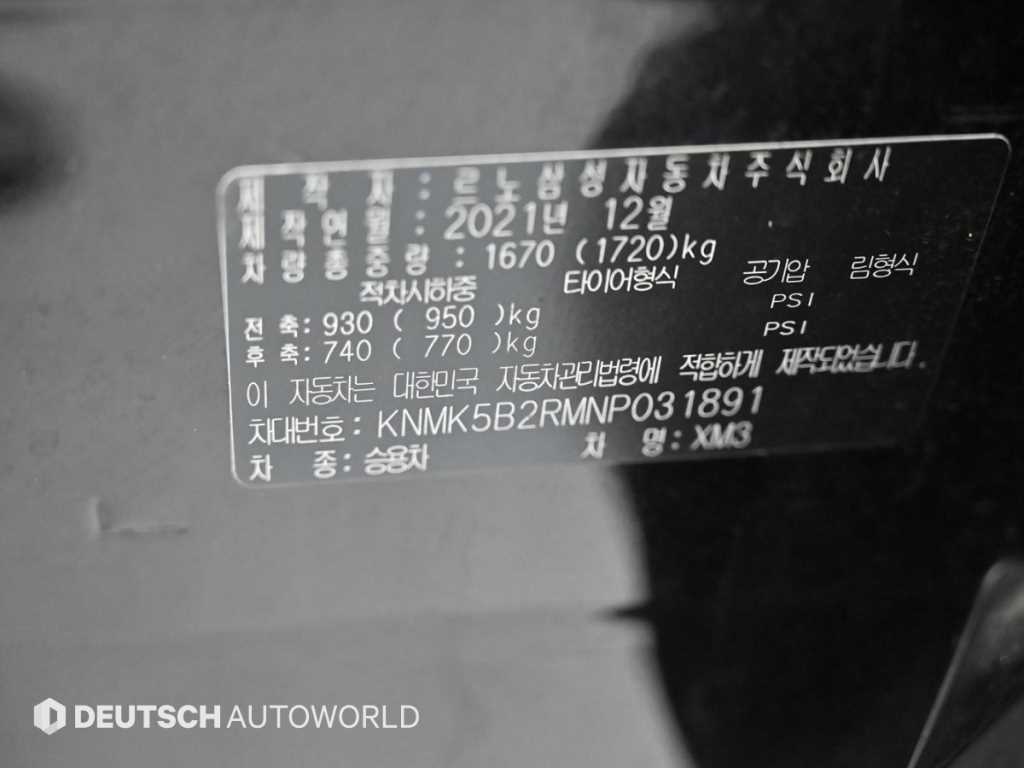 제 작 자 : 르노삼성자동차주식회사
제작연월 : 2021년 12월
차량총중량 : 1670 (1720)kg
적차시하중 타이어형식 공기압 림형식
전 축: 930 ( 950 )kg PSI
후 축: 740 ( 770 )kg PSI
이 자동차는 대한민국 자동차관리법령에 적합하게 제작되었습니다.
차대번호: KNMK5B2RMNP031891
차 종: 승용차 차 명: XM3
DEUTSCH AUTOWORLD